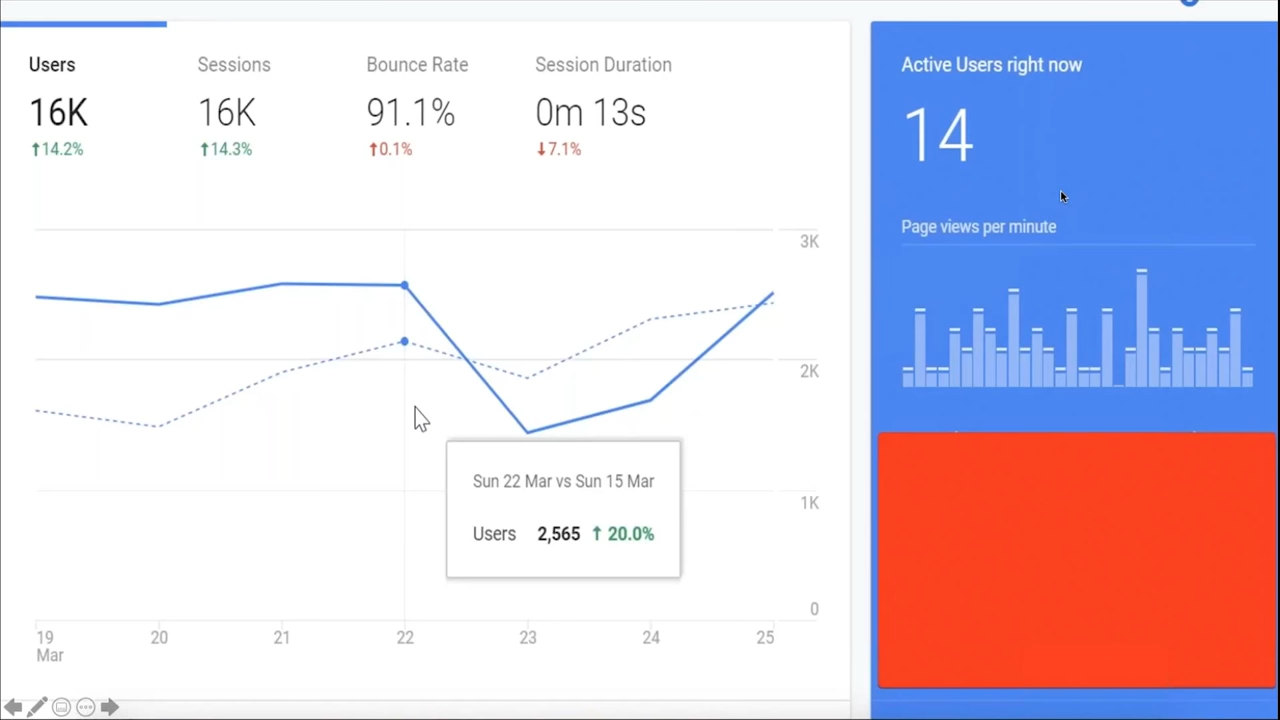 Users
16K
14.2%
Sessions
16K
14.3%
Bounce Rate
91.1%
0.1%
Session Duration
0m 13s
7.1%
3K
2K
1K
0
Sun 22 Mar vs Sun 15 Mar
Users 2,565 20.0%
19 20 21 22 23 24 25
Mar
Active Users right now
14
Page views per minute